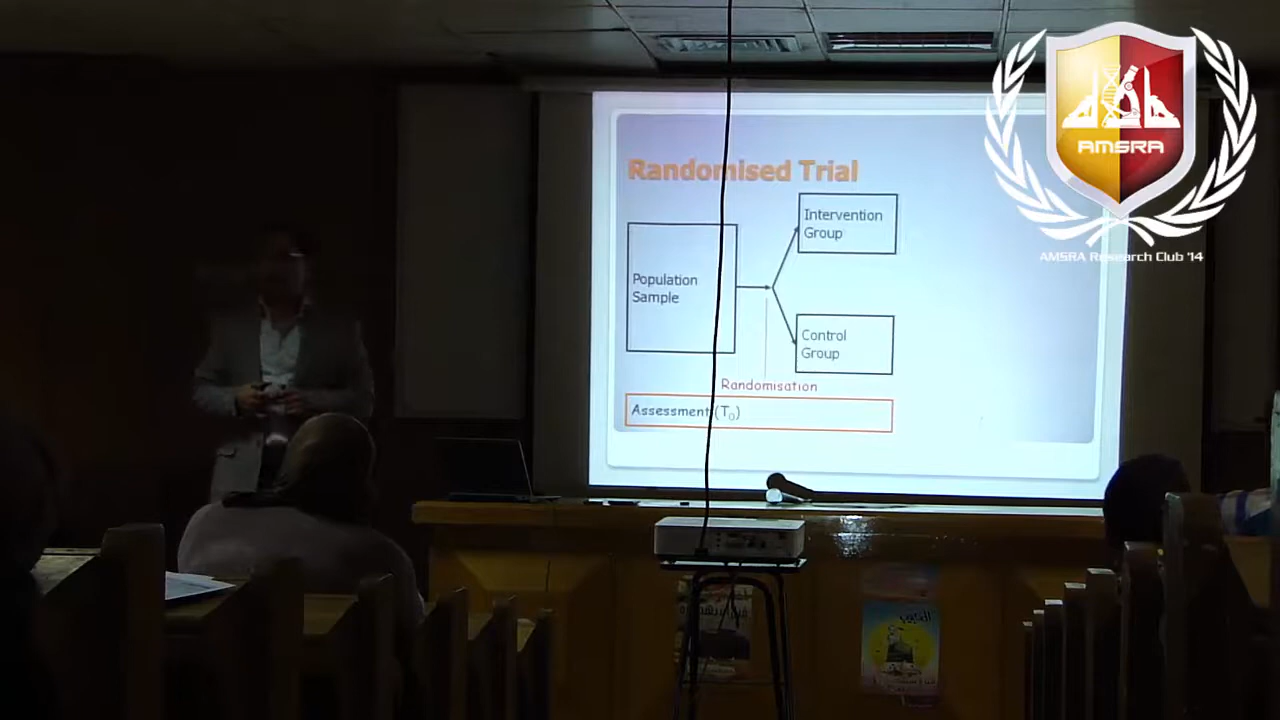 AMSRA
AMSRA Research Club '14
Randomised Trial
Intervention
Group
Population
Sample
Control
Group
Randomisation
Assessment (T0)